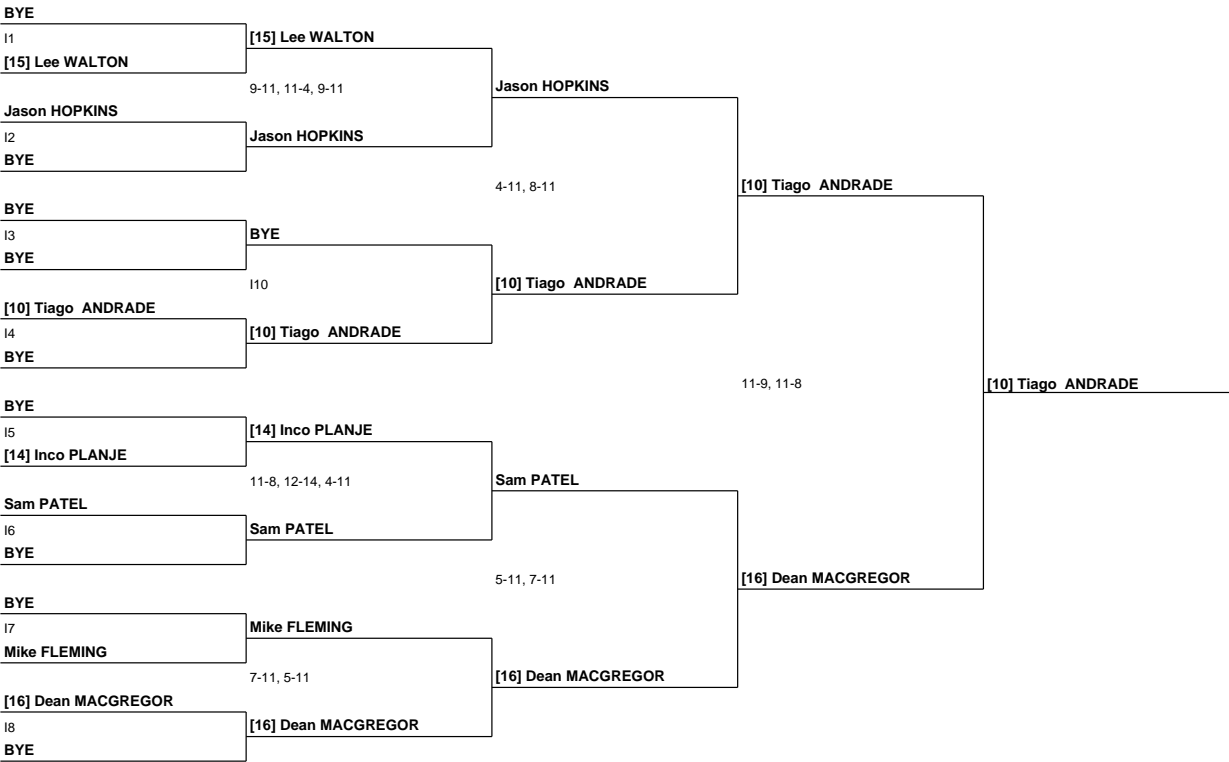 BYE
I1
[15] Lee WALTON
[15] Lee WALTON
9-11, 11-4, 9-11
Jason HOPKINS
Jason HOPKINS
I2
Jason HOPKINS
BYE
4-11, 8-11
[10] Tiago  ANDRADE
BYE
I3
BYE
BYE
I10
[10] Tiago  ANDRADE
[10] Tiago  ANDRADE
I4
[10] Tiago  ANDRADE
BYE
11-9, 11-8
[10] Tiago  ANDRADE
BYE
I5
[14] Inco PLANJE
[14] Inco PLANJE
11-8, 12-14, 4-11
Sam PATEL
Sam PATEL
I6
Sam PATEL
BYE
5-11, 7-11
[16] Dean MACGREGOR
BYE
I7
Mike FLEMING
Mike FLEMING
7-11, 5-11
[16] Dean MACGREGOR
[16] Dean MACGREGOR
I8
[16] Dean MACGREGOR
BYE